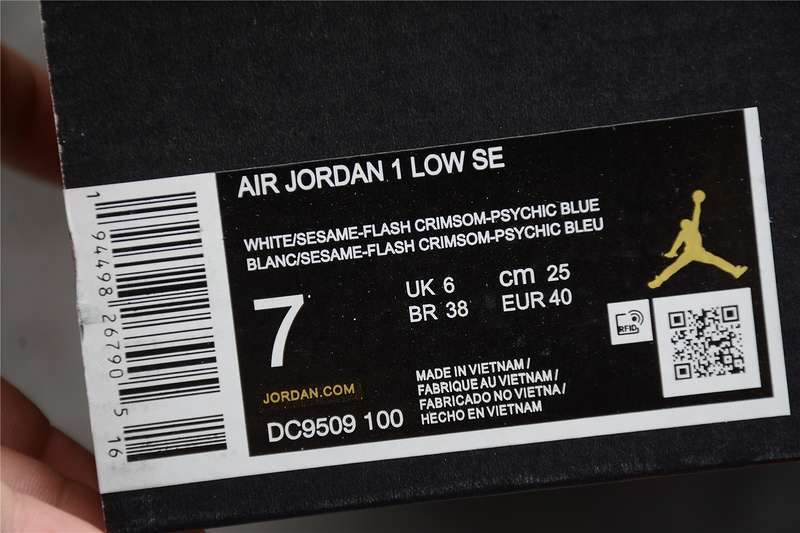 AIR JORDAN 1 LOW SE
WHITE/SESAME-FLASH CRIMSOM-PSYCHIC BLUE
BLANC/SESAME-FLASH CRIMSOM-PSYCHIC BLEU
7
UK 6 cm 25
BR 38 EUR 40
RFID
JORDAN.COM
DC9509 100
MADE IN VIETNAM /
FABRIQUE AU VIETNAM /
FABRICADO NO VIETNA /
HECHO EN VIETNAM
1 94498 26790 5 16